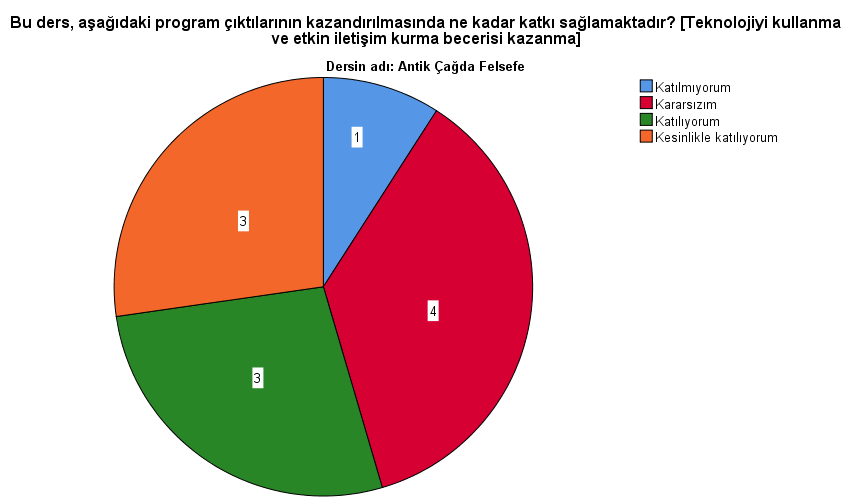 Bu ders, aşağıdaki program çıktılarının kazandırılmasında ne kadar katkı sağlamaktadır? [Teknolojiyi kullanma
ve etkin iletişim kurma becerisi kazanma]
Dersin adı: Antik Çağda Felsefe
Katılmıyorum
Kararsızım
Katılıyorum
Kesinlikle katılıyorum
1
3
4
3